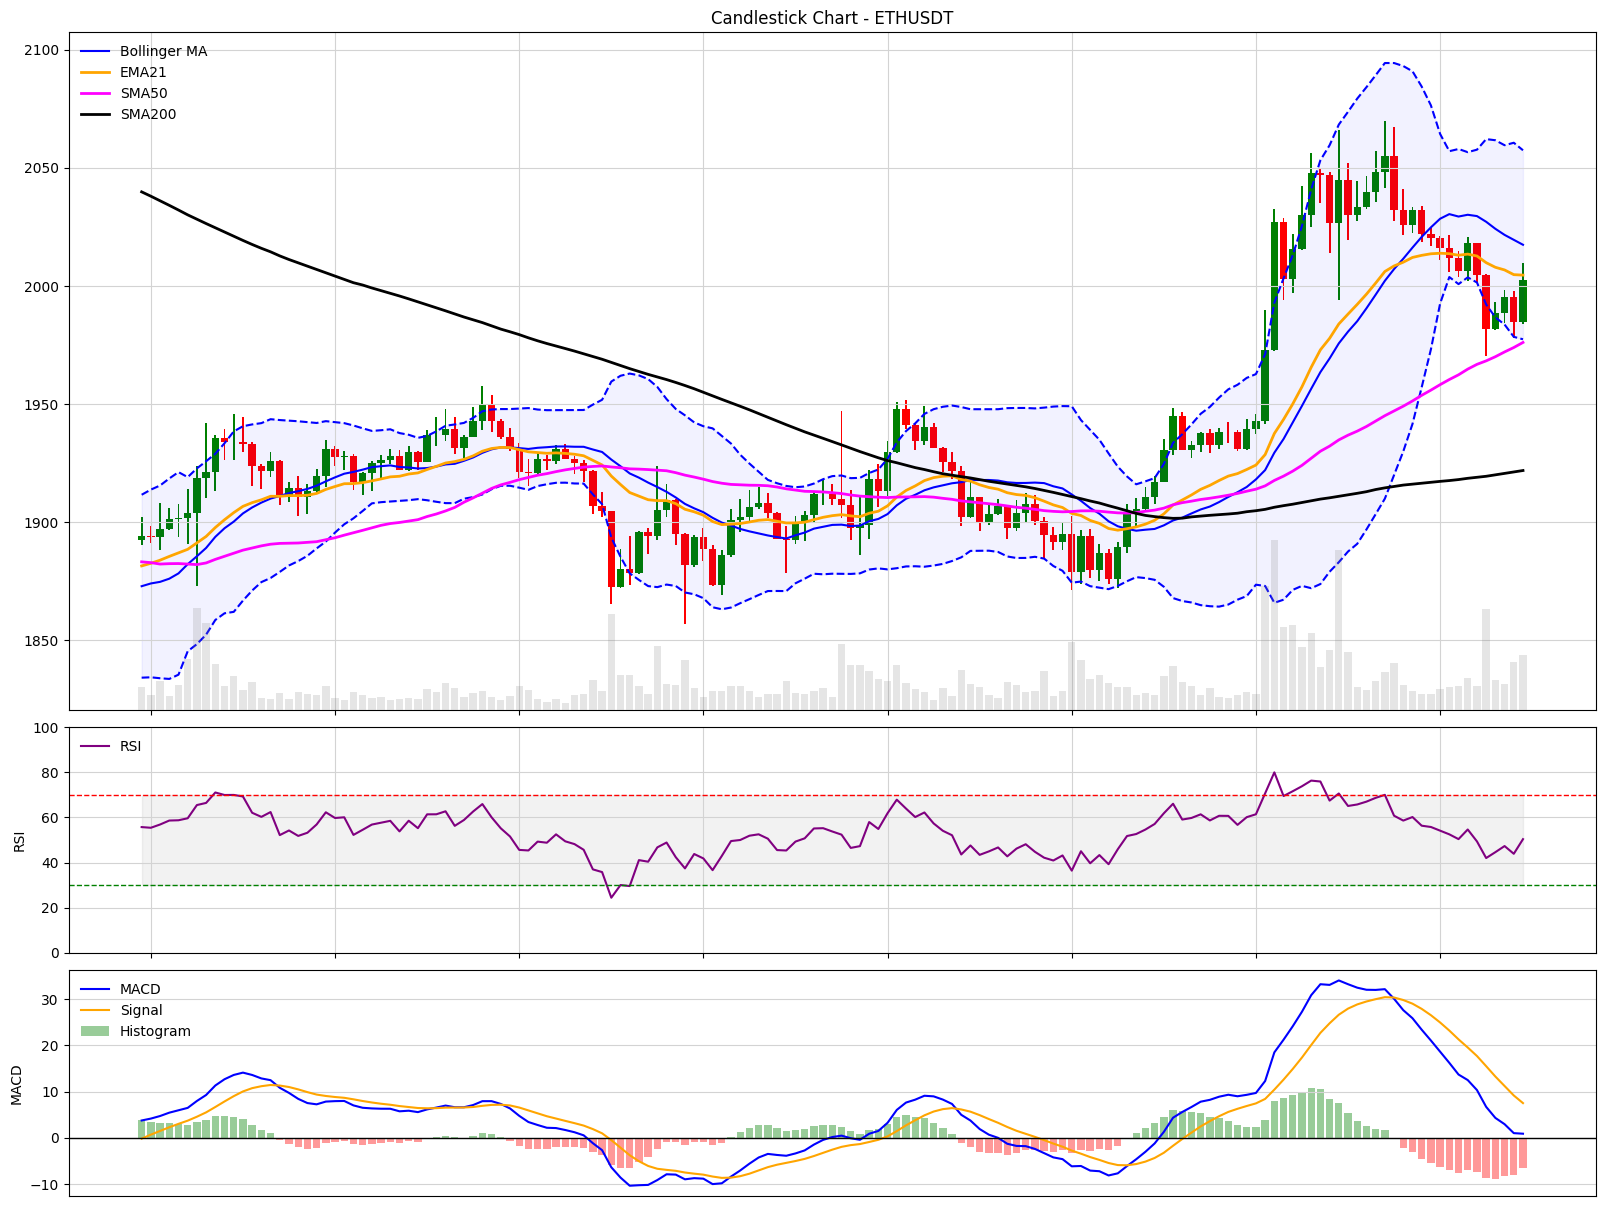 Candlestick Chart - ETHUSDT
Bollinger MA
EMA21
SMA50
SMA200
2100
2050
2000
1950
1900
1850
RSI
100
80
60
40
20
0
RSI
MACD
Signal
Histogram
30
20
10
0
−10
MACD